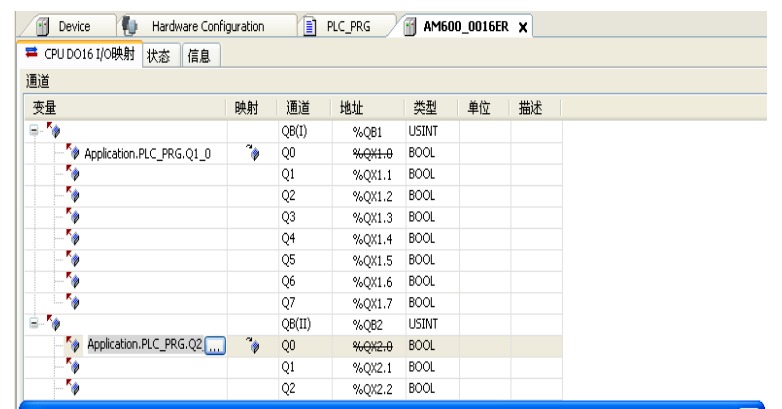 Device Hardware Configuration PLC_PRG AM600_0016ER X
CPU DO16 I/O映射 状态 信息
通道
变量 映射 通道 地址 类型 单位 描述
QB(I) %QB1 USINT
Application.PLC_PRG.Q1_0 Q0 %QX1.0 BOOL
Q1 %QX1.1 BOOL
Q2 %QX1.2 BOOL
Q3 %QX1.3 BOOL
Q4 %QX1.4 BOOL
Q5 %QX1.5 BOOL
Q6 %QX1.6 BOOL
Q7 %QX1.7 BOOL
QB(II) %QB2 USINT
Application.PLC_PRG.Q2 ... Q0 %QX2.0 BOOL
Q1 %QX2.1 BOOL
Q2 %QX2.2 BOOL